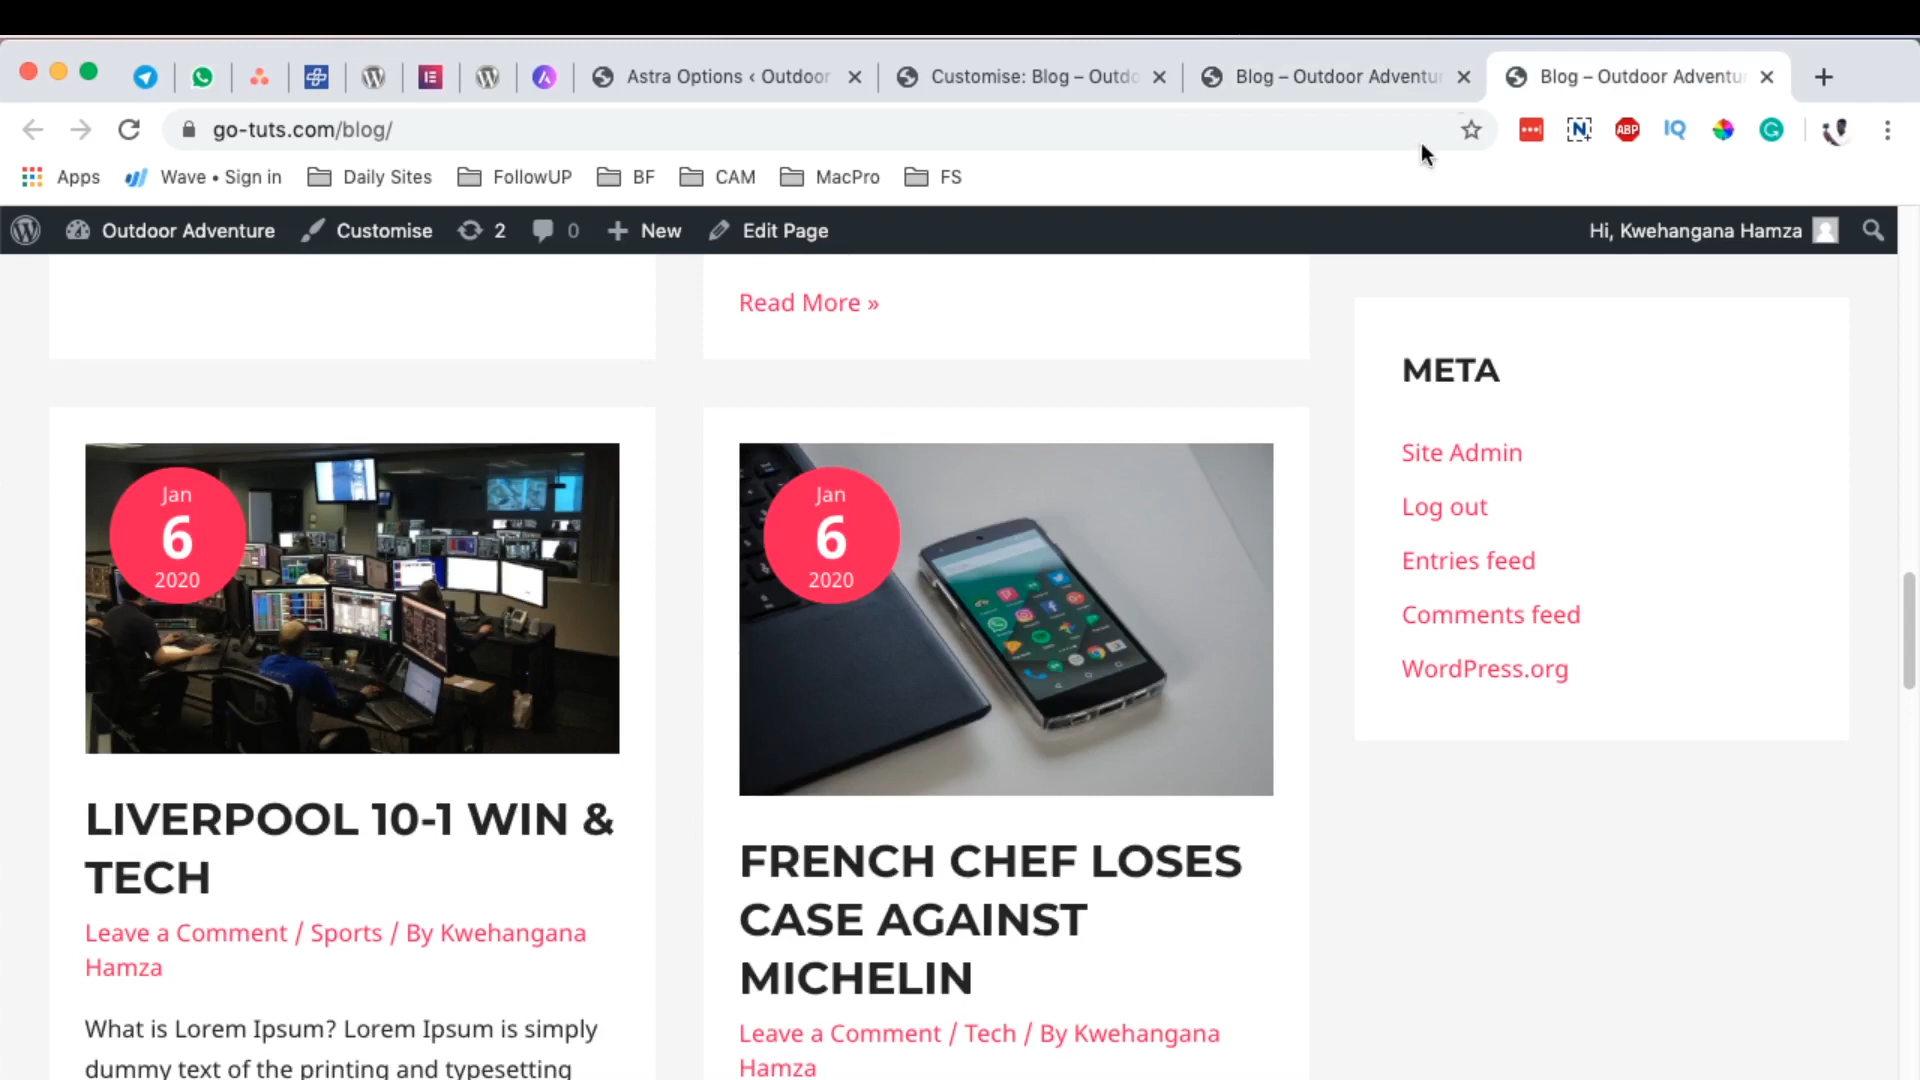 Astra Options ‹ Outdoor
Customise: Blog – Outdo
Blog – Outdoor Adventu
Blog – Outdoor Adventu
go-tuts.com/blog/
ABP
IQ
Apps
Wave • Sign in
Daily Sites
FollowUP
BF
CAM
MacPro
FS
Outdoor Adventure
Customise
2
0
New
Edit Page
Hi, Kwehangana Hamza
Read More »
META
Site Admin
Log out
Entries feed
Comments feed
WordPress.org
Jan
6
2020
LIVERPOOL 10-1 WIN &
TECH
Leave a Comment / Sports / By Kwehangana
Hamza
What is Lorem Ipsum? Lorem Ipsum is simply
dummy text of the printing and typesetting
Jan
6
2020
FRENCH CHEF LOSES
CASE AGAINST
MICHELIN
Leave a Comment / Tech / By Kwehangana
Hamza